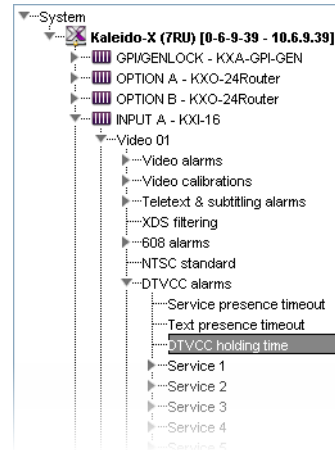 System
Kaleido-X (7RU) [0-6-9-39 - 10.6.9.39]
GPI/GENLOCK - KXA-GPI-GEN
OPTION A - KXO-24Router
OPTION B - KXO-24Router
INPUT A - KXI-16
Video 01
Video alarms
Video calibrations
Teletext & subtitling alarms
XDS filtering
608 alarms
NTSC standard
DTVCC alarms
Service presence timeout
Text presence timeout
DTVCC holding time
Service 1
Service 2
Service 3
Service 4
Service 5